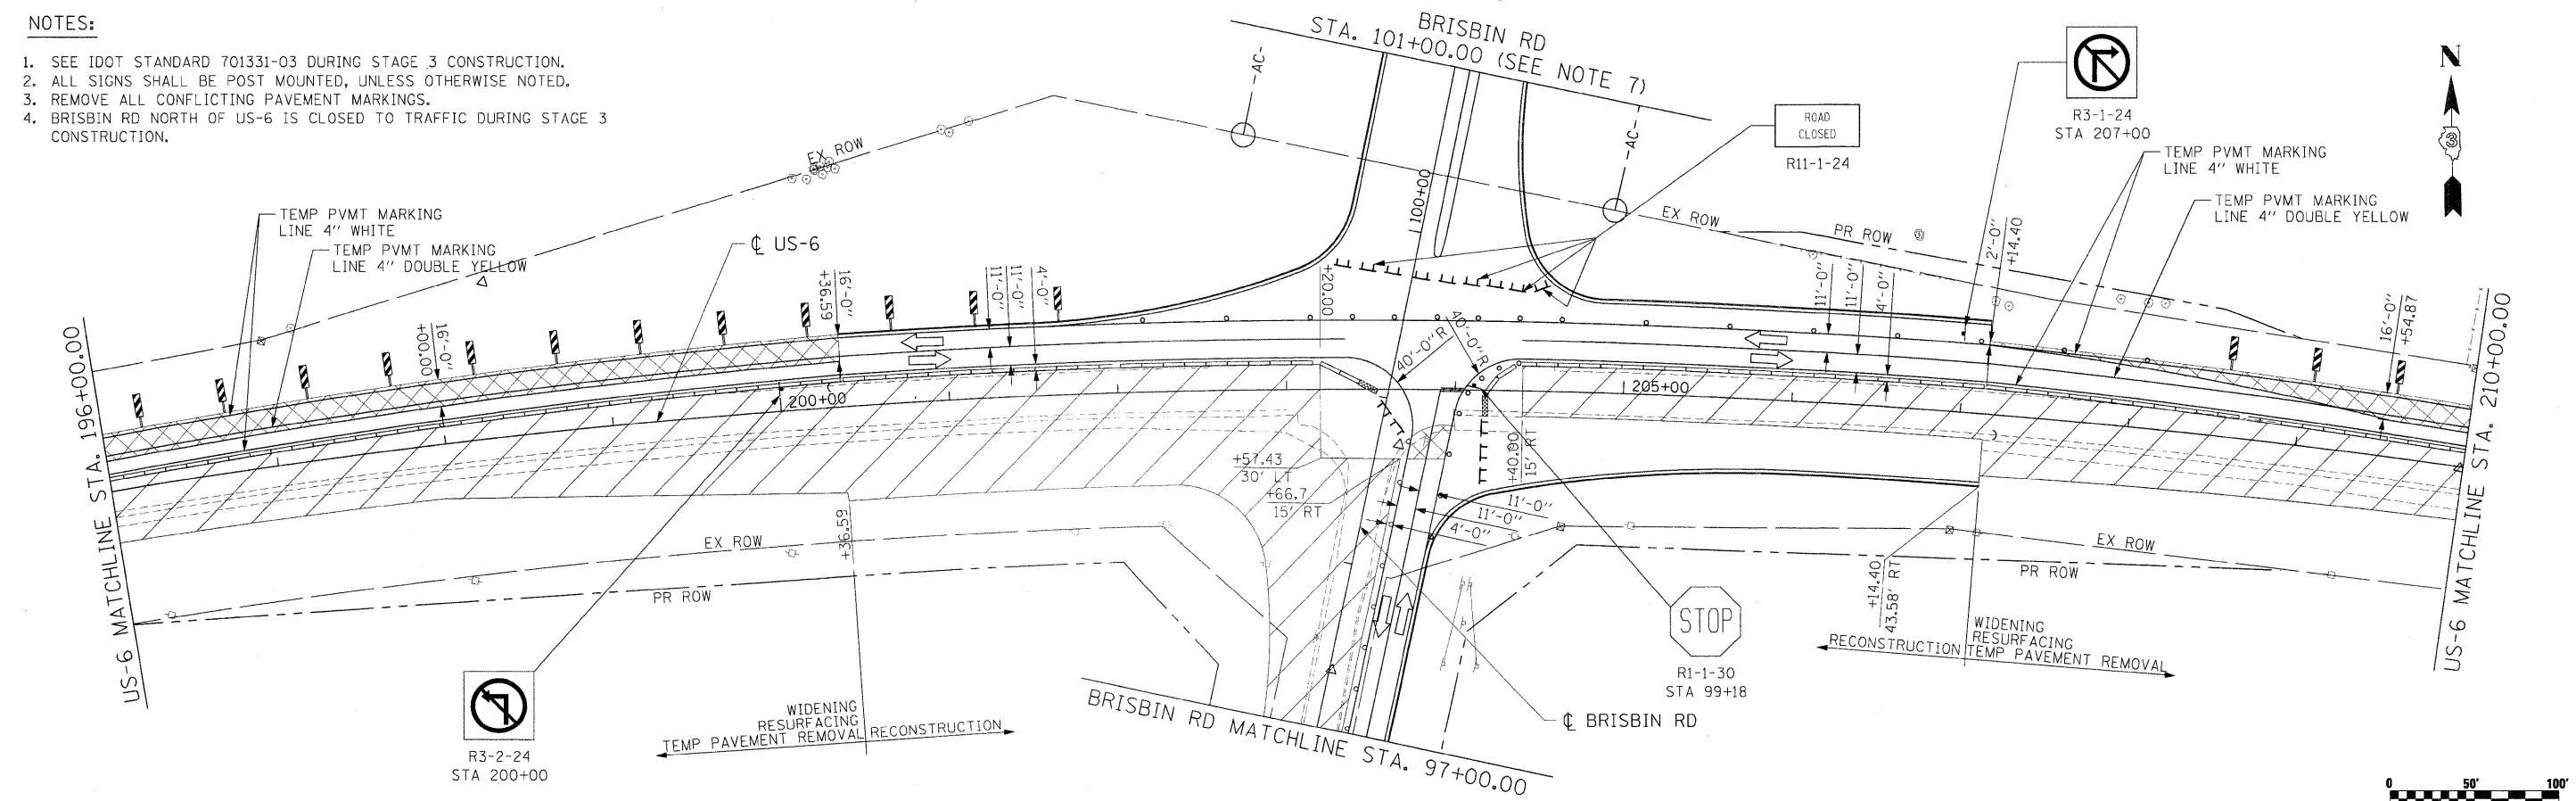 NOTES:
1. SEE IDOT STANDARD 701331-03 DURING STAGE 3 CONSTRUCTION.
2. ALL SIGNS SHALL BE POST MOUNTED, UNLESS OTHERWISE NOTED.
3. REMOVE ALL CONFLICTING PAVEMENT MARKINGS.
4. BRISBIN RD NORTH OF US-6 IS CLOSED TO TRAFFIC DURING STAGE 3
CONSTRUCTION.
BRISBIN RD
STA. 101+00.00 (SEE NOTE 7)
-AC-
-AC-
ROAD
CLOSED
R11-1-24
R3-1-24
STA 207+00
N
3
TEMP PVMT MARKING
LINE 4" WHITE
TEMP PVMT MARKING
LINE 4" DOUBLE YELLOW
EX ROW
TEMP PVMT MARKING
LINE 4" WHITE
TEMP PVMT MARKING
LINE 4" DOUBLE YELLOW
℄ US-6
100+00
EX ROW
PR ROW
2'-0"
+14.40
16'-0"
+00.00
16'-0"
+36.59
11'-0"
11'-0"
4'-0"
+20.00
40'-0"R
40'-0"R
11'-0"
11'-0"
4'-0"
16'-0"
+54.87
US-6 MATCHLINE STA. 196+00.00
US-6 MATCHLINE STA. 210+00.00
200+00
205+00
+57.43
30' LT
+66.7
15' RT
+40.00
15' RT
11'-0"
11'-0"
4'-0"
+36.59
EX ROW
PR ROW
EX ROW
PR ROW
+14.40
43.58' RT
STOP
R1-1-30
STA 99+18
WIDENING
RESURFACING
RECONSTRUCTION TEMP PAVEMENT REMOVAL
R3-2-24
STA 200+00
WIDENING
RESURFACING
TEMP PAVEMENT REMOVAL RECONSTRUCTION
℄ BRISBIN RD
BRISBIN RD MATCHLINE STA. 97+00.00
0 50' 100'